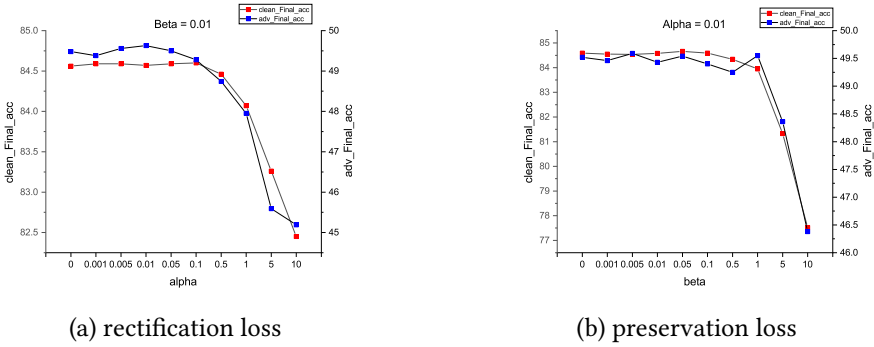 Beta = 0.01
clean_Final_acc
adv_Final_acc
85.0
84.5
84.0
83.5
83.0
82.5
clean_Final_acc
50
49
48
47
46
45
adv_Final_acc
0 0.001 0.005 0.01 0.05 0.1 0.5 1 5 10
alpha
(a) rectification loss
Alpha = 0.01
clean_Final_acc
adv_Final_acc
85
84
83
82
81
80
79
78
77
clean_Final_acc
50.0
49.5
49.0
48.5
48.0
47.5
47.0
46.5
46.0
adv_Final_acc
0 0.001 0.005 0.01 0.05 0.1 0.5 1 5 10
beta
(b) preservation loss